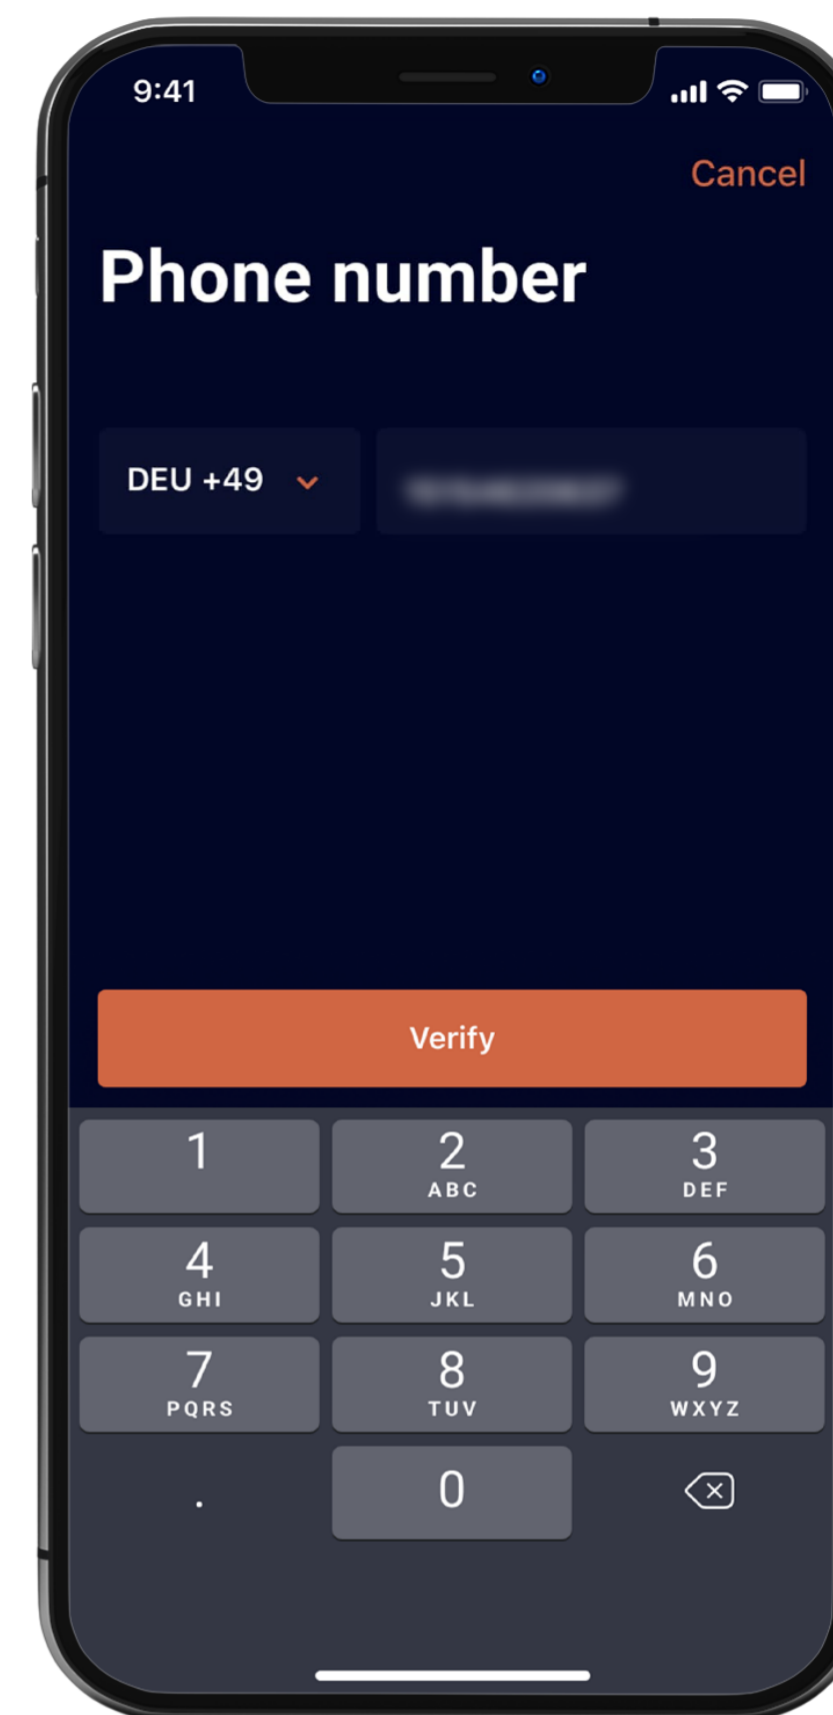 9:41
Cancel
Phone number
DEU +49
Verify
1
2
ABC
3
DEF
4
GHI
5
JKL
6
MNO
7
PQRS
8
TUV
9
WXYZ
.
0